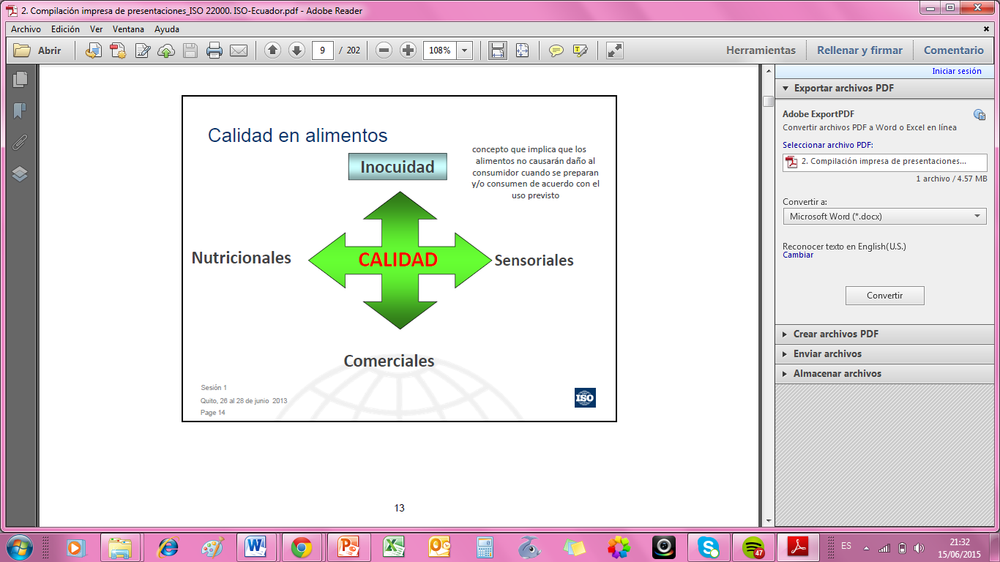 2. Compilación impresa de presentaciones_ISO 22000. ISO-Ecuador.pdf - Adobe Reader
Archivo Edición Ver Ventana Ayuda
Abrir 9 / 202 108% Herramientas Rellenar y firmar Comentario
Iniciar sesión
Exportar archivos PDF
Adobe ExportPDF
Convertir archivos PDF a Word o Excel en línea
Seleccionar archivo PDF:
2. Compilación impresa de presentaciones...
1 archivo / 4.57 MB
Convertir a:
Microsoft Word (*.docx)
Reconocer texto en English(U.S.)
Cambiar
Convertir
Crear archivos PDF
Enviar archivos
Almacenar archivos
Calidad en alimentos
Inocuidad
concepto que implica que los
alimentos no causarán daño al
consumidor cuando se preparan
y/o consumen de acuerdo con el
uso previsto
Nutricionales
CALIDAD
Sensoriales
Comerciales
Sesión 1
Quito, 26 al 28 de junio 2013
Page 14
ISO
13
47
ES
21:32
15/06/2015